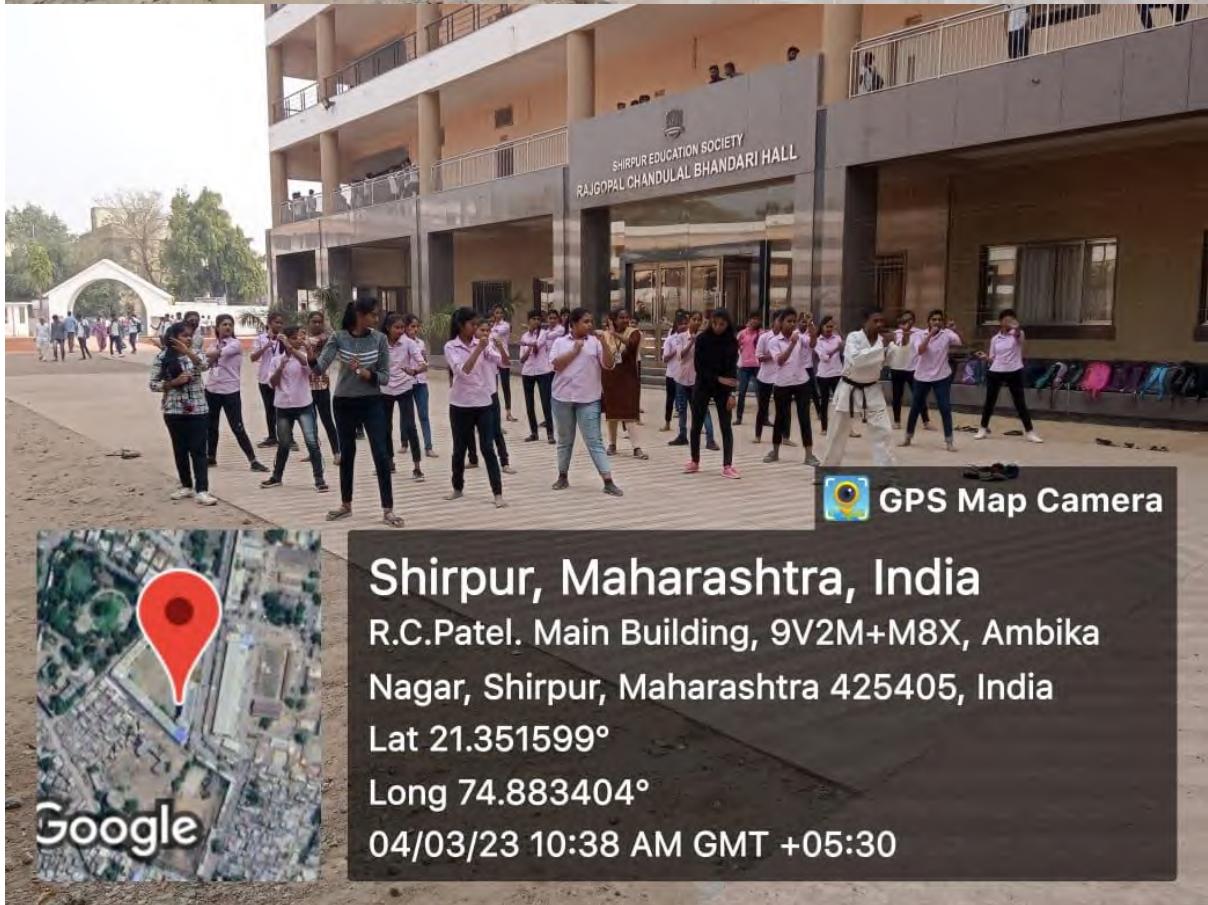 SHIRPUR EDUCATION SOCIETY
RAJGOPAL CHANDULAL BHANDARI HALL
GPS Map Camera
Shirpur, Maharashtra, India
R.C.Patel. Main Building, 9V2M+M8X, Ambika
Nagar, Shirpur, Maharashtra 425405, India
Lat 21.351599°
Long 74.883404°
04/03/23 10:38 AM GMT +05:30
Google